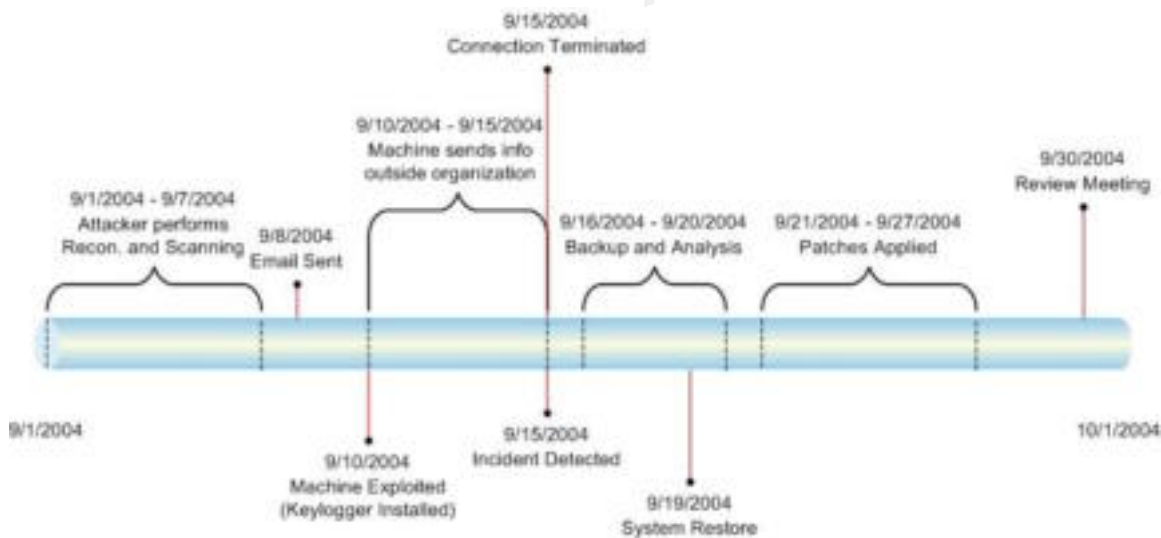 9/15/2004
Connection Terminated
9/10/2004 - 9/15/2004
Machine sends info
outside organization
9/30/2004
Review Meeting
9/1/2004 - 9/7/2004
Attacker performs
Recon. and Scanning
9/8/2004
Email Sent
9/16/2004 - 9/20/2004
Backup and Analysis
9/21/2004 - 9/27/2004
Patches Applied
9/1/2004
10/1/2004
9/10/2004
Machine Exploited
(Keylogger Installed)
9/15/2004
Incident Detected
9/19/2004
System Restore